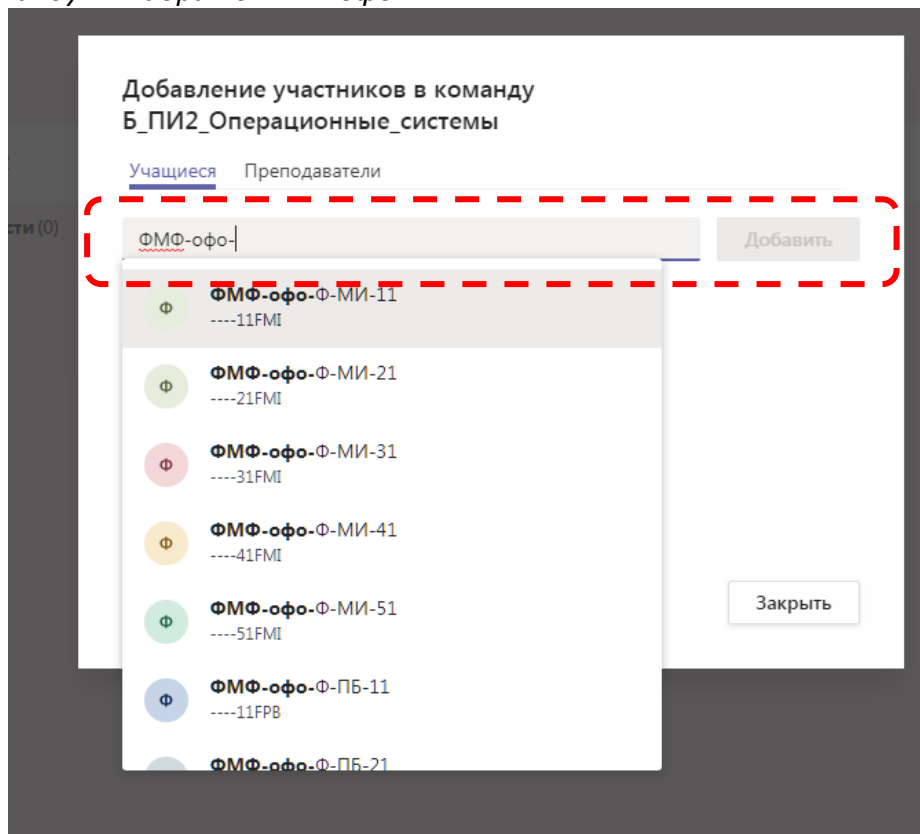 Добавление участников в команду
Б_ПИ2_Операционные_системы
Учащиеся Преподаватели
сти (0)
ФМФ-офо- Добавить
Ф ФМФ-офо-Ф-МИ-11
----11FMI
Ф ФМФ-офо-Ф-МИ-21
----21FMI
Ф ФМФ-офо-Ф-МИ-31
----31FMI
Ф ФМФ-офо-Ф-МИ-41
----41FMI
Ф ФМФ-офо-Ф-МИ-51
----51FMI
Закрыть
Ф ФМФ-офо-Ф-ПБ-11
----11FPB
ФМФ-офо-Ф-ПБ-21